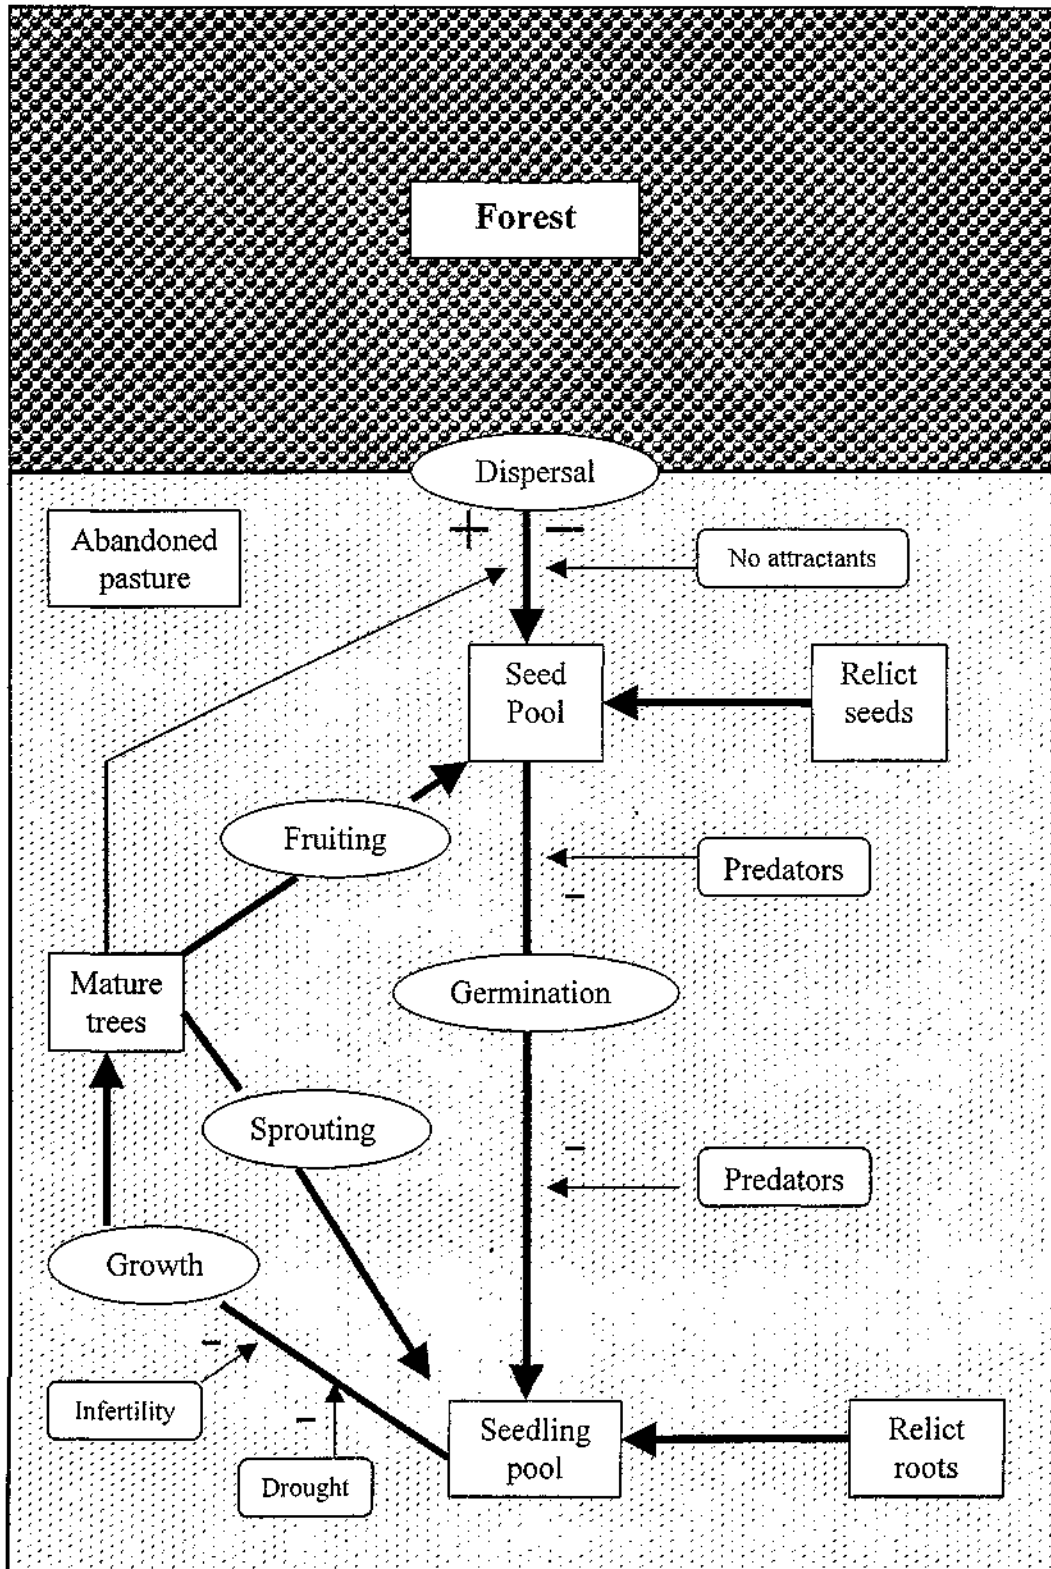 Forest
Dispersal
+
−
Abandoned
pasture
No attractants
Seed
Pool
Relict
seeds
Fruiting
Predators
−
Mature
trees
Germination
Sprouting
−
Predators
Growth
−
Infertility
−
Drought
Seedling
pool
Relict
roots